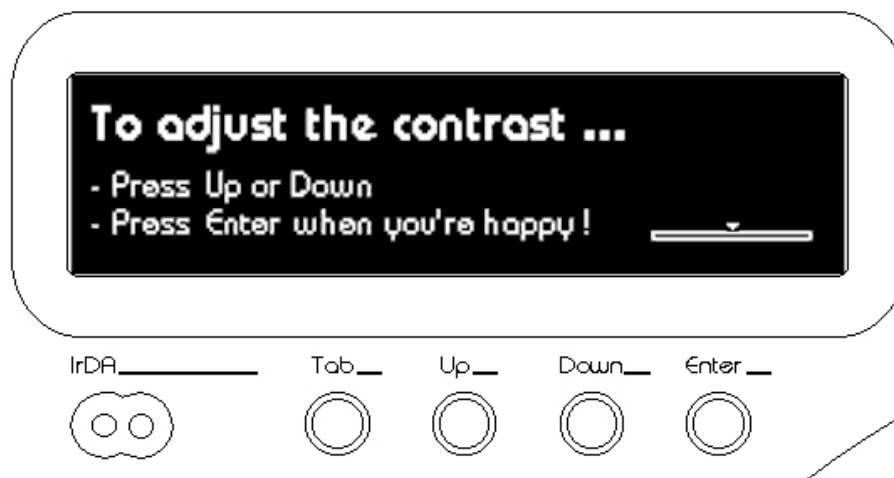 To adjust the contrast ...
- Press Up or Down
- Press Enter when you're happy !
IrDA Tab Up Down Enter